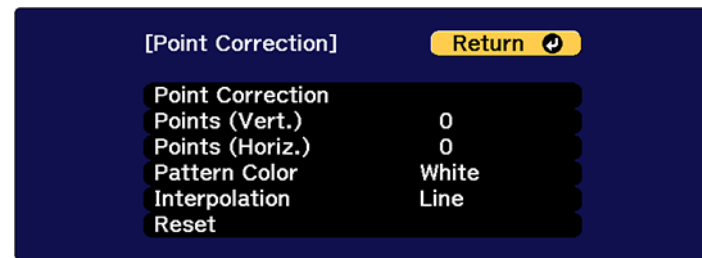 [Point Correction] Return
Point Correction
Points (Vert.) 0
Points (Horiz.) 0
Pattern Color White
Interpolation Line
Reset